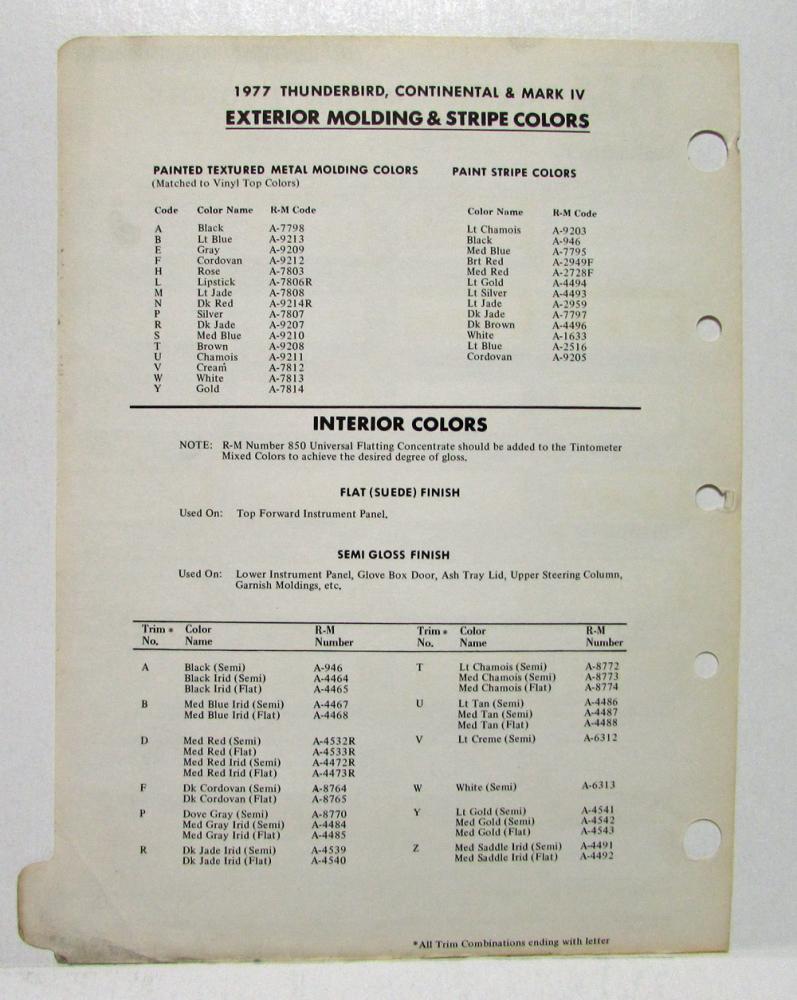 1977 THUNDERBIRD, CONTINENTAL & MARK IV
EXTERIOR MOLDING & STRIPE COLORS
PAINTED TEXTURED METAL MOLDING COLORS
(Matched to Vinyl Top Colors)
Code Color Name R-M Code
A Black A-7798
B Lt Blue A-9213
E Gray A-9209
F Cordovan A-9212
H Rose A-7803
L Lipstick A-7806R
M Lt Jade A-7808
N Dk Red A-9214R
P Silver A-7807
R Dk Jade A-9207
S Med Blue A-9210
T Brown A-9208
U Chamois A-9211
V Cream A-7812
W White A-7813
Y Gold A-7814
PAINT STRIPE COLORS
Color Name R-M Code
Lt Chamois A-9203
Black A-946
Med Blue A-7795
Brt Red A-2949F
Med Red A-2728F
Lt Gold A-4494
Lt Silver A-4493
Lt Jade A-2959
Dk Jade A-7797
Dk Brown A-4496
White A-1633
Lt Blue A-2516
Cordovan A-9205
INTERIOR COLORS
NOTE: R-M Number 850 Universal Flatting Concentrate should be added to the Tintometer
Mixed Colors to achieve the desired degree of gloss.
FLAT (SUEDE) FINISH
Used On: Top Forward Instrument Panel.
SEMI GLOSS FINISH
Used On: Lower Instrument Panel, Glove Box Door, Ash Tray Lid, Upper Steering Column,
Garnish Moldings, etc.
Trim * Color R-M
No. Name Number
A Black (Semi) A-946
Black Irid (Semi) A-4464
Black Irid (Flat) A-4465
B Med Blue Irid (Semi) A-4467
Med Blue Irid (Flat) A-4468
D Med Red (Semi) A-4532R
Med Red (Flat) A-4533R
Med Red Irid (Semi) A-4472R
Med Red Irid (Flat) A-4473R
F Dk Cordovan (Semi) A-8764
Dk Cordovan (Flat) A-8765
P Dove Gray (Semi) A-8770
Med Gray Irid (Semi) A-4484
Med Gray Irid (Flat) A-4485
R Dk Jade Irid (Semi) A-4539
Dk Jade Irid (Flat) A-4540
Trim * Color R-M
No. Name Number
T Lt Chamois (Semi) A-8772
Med Chamois (Semi) A-8773
Med Chamois (Flat) A-8774
U Lt Tan (Semi) A-4486
Med Tan (Semi) A-4487
Med Tan (Flat) A-4488
V Lt Creme (Semi) A-6312
W White (Semi) A-6313
Y Lt Gold (Semi) A-4541
Med Gold (Semi) A-4542
Med Gold (Flat) A-4543
Z Med Saddle Irid (Semi) A-4491
Med Saddle Irid (Flat) A-4492
*All Trim Combinations ending with letter